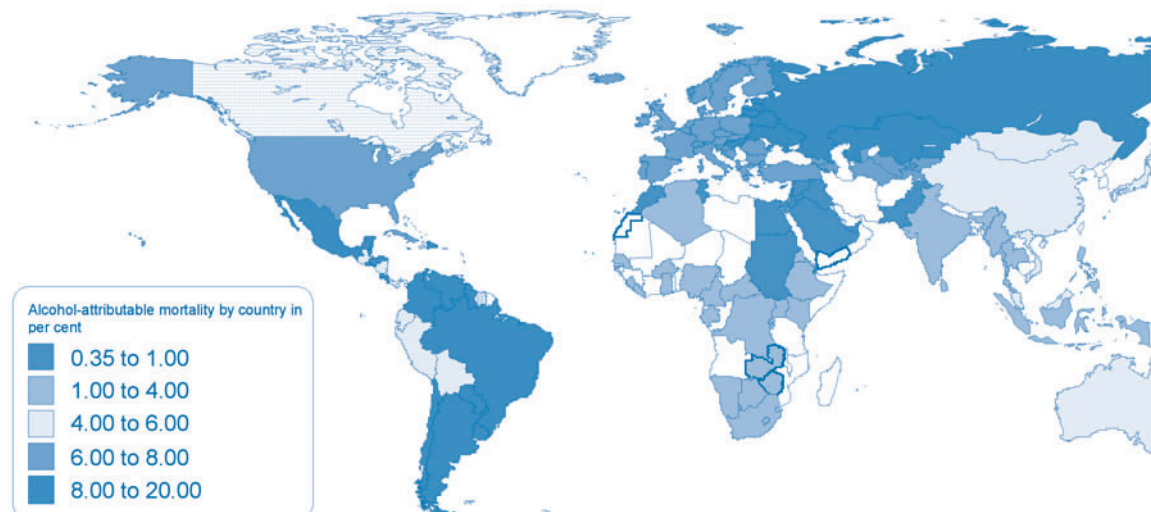 Alcohol-attributable mortality by country in
per cent
0.35 to 1.00
1.00 to 4.00
4.00 to 6.00
6.00 to 8.00
8.00 to 20.00